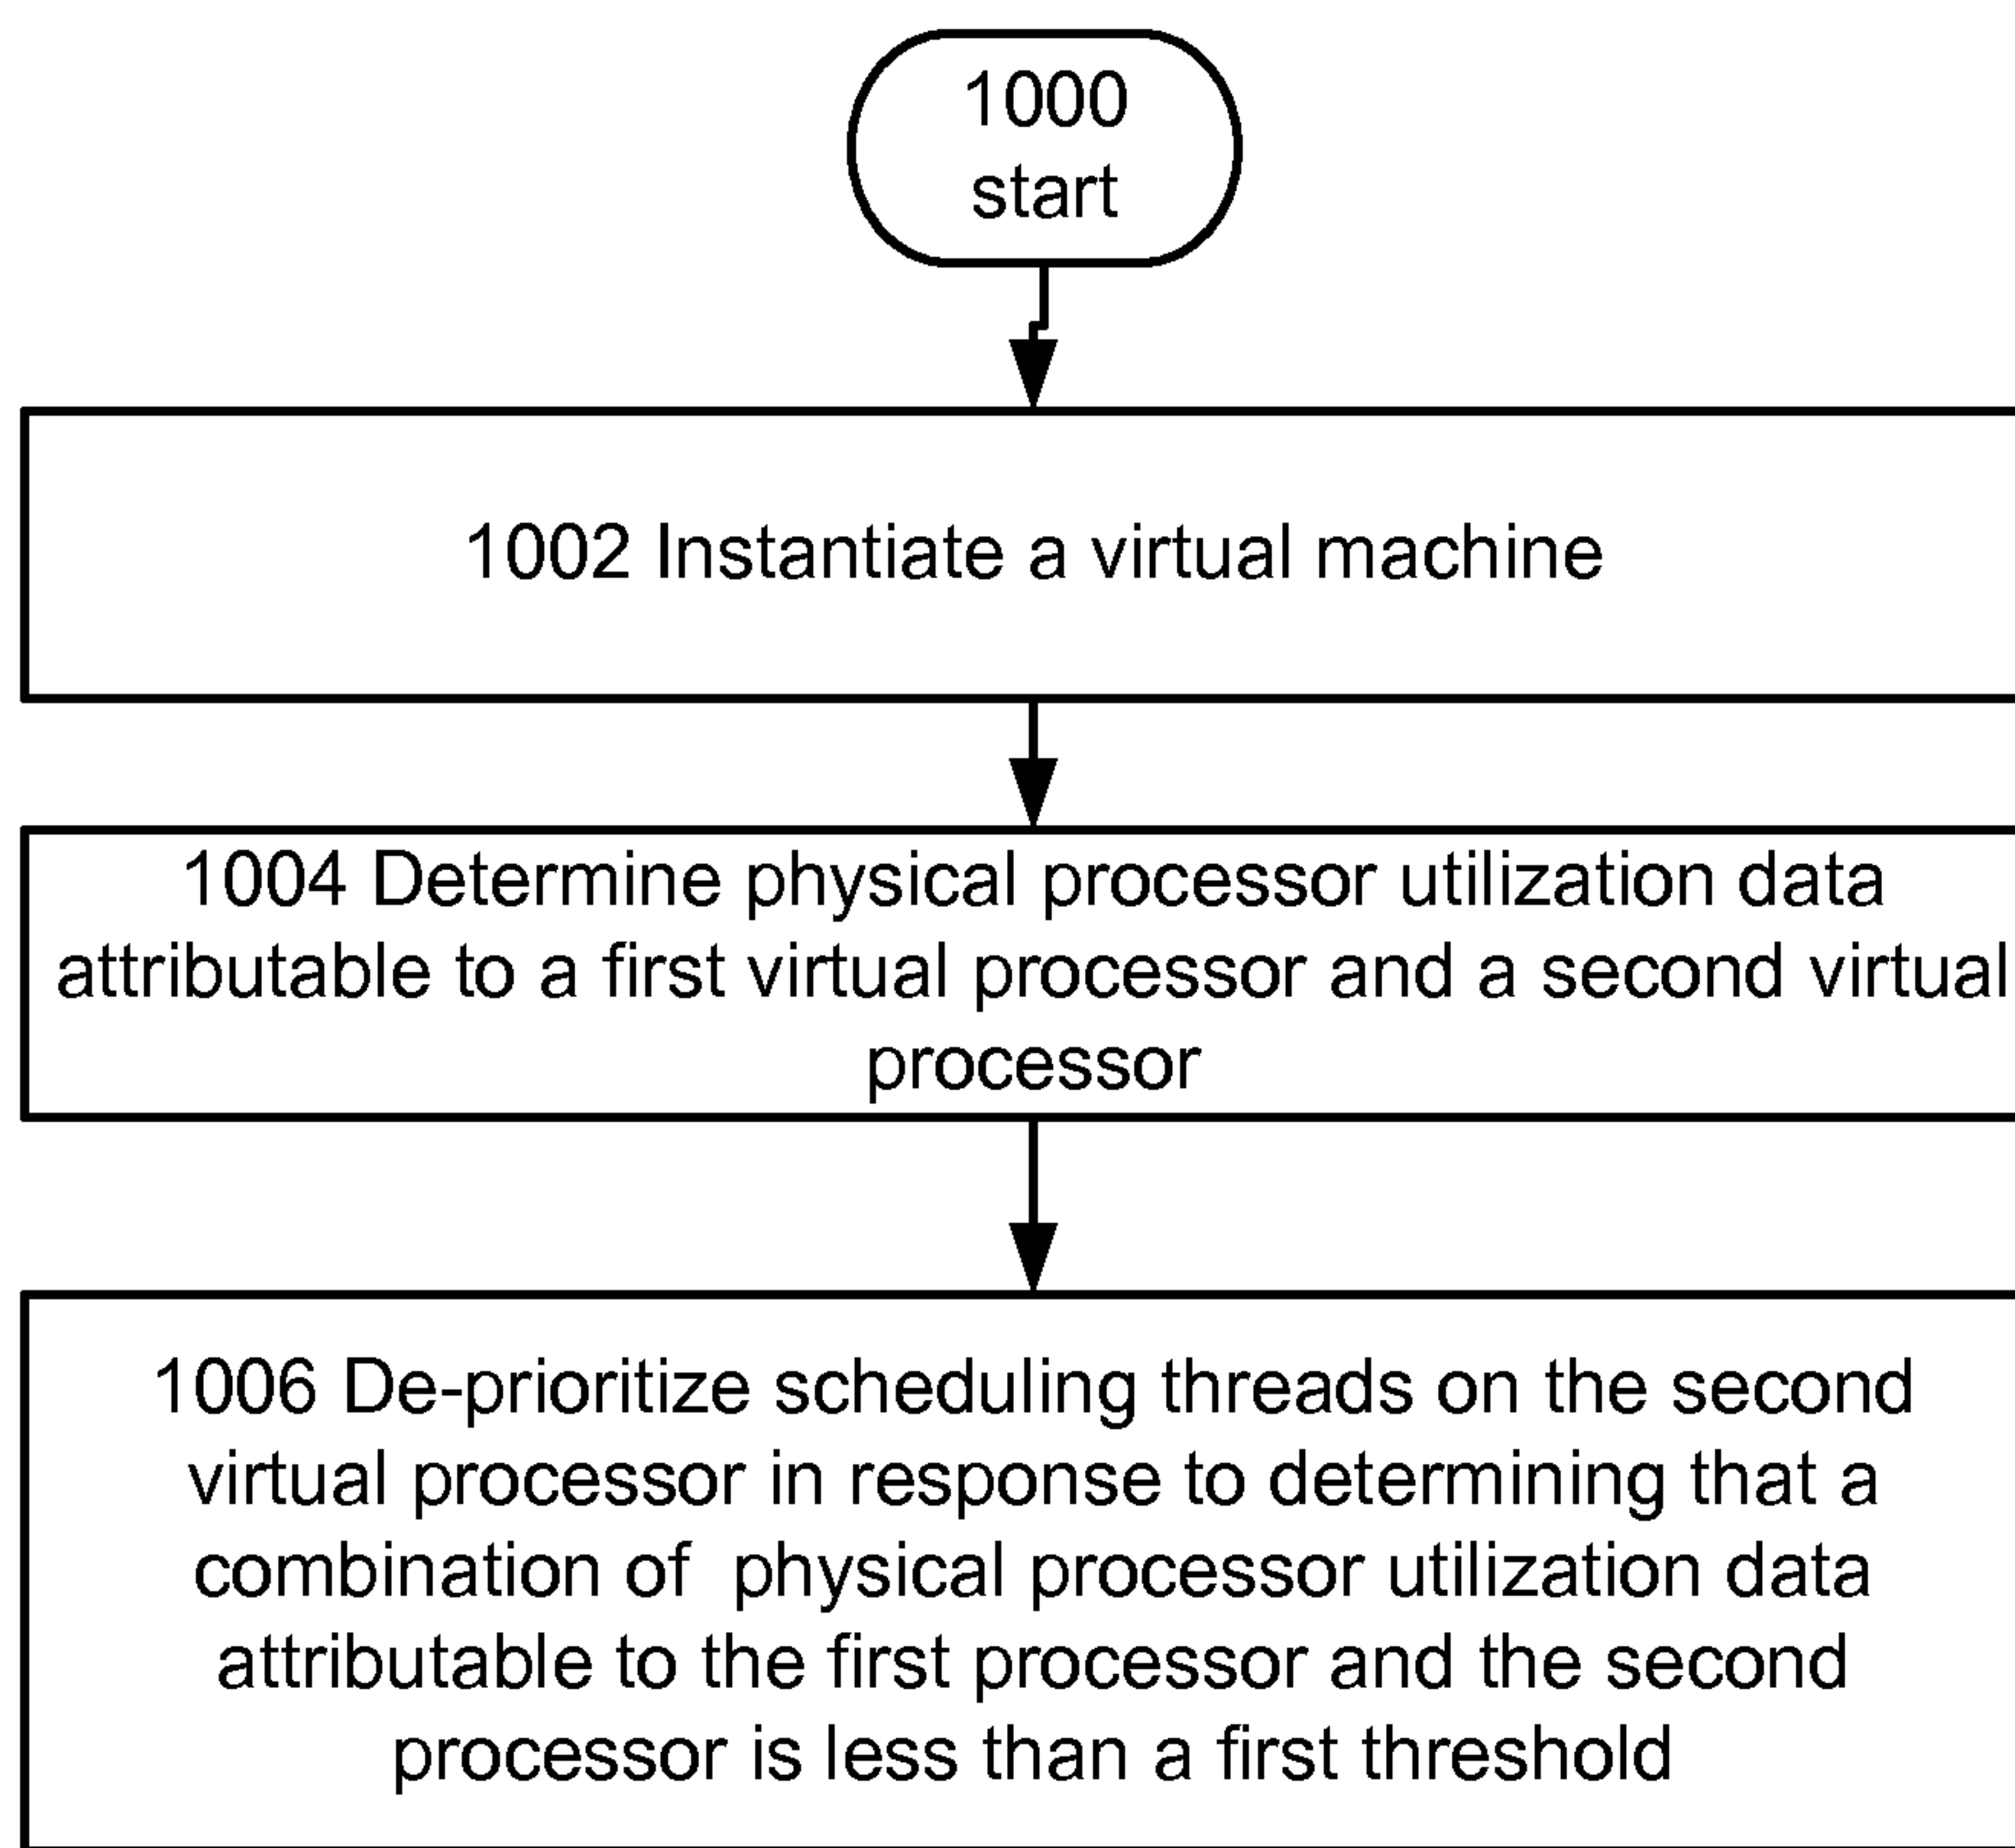 1000
start
1002 Instantiate a virtual machine
1004 Determine physical processor utilization data
attributable to a first virtual processor and a second virtual
processor
1006 De-prioritize scheduling threads on the second
virtual processor in response to determining that a
combination of physical processor utilization data
attributable to the first processor and the second
processor is less than a first threshold